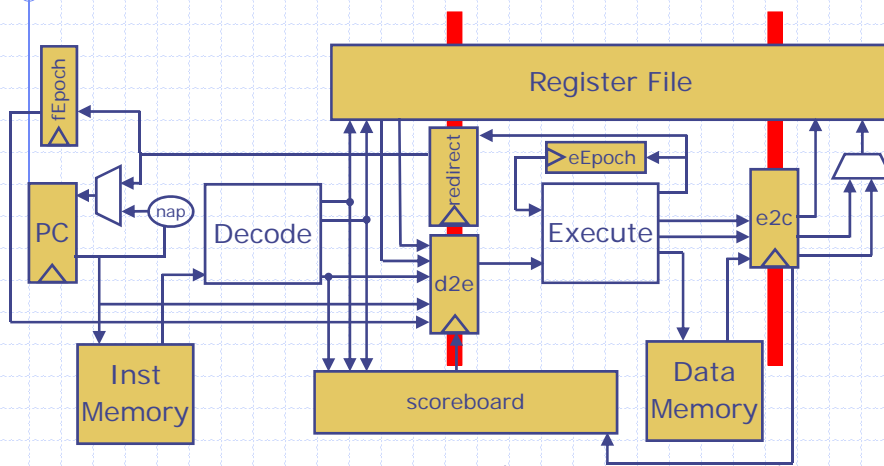 Register File
fEpoch
redirect
eEpoch
PC
nap
Decode
Execute
e2c
d2e
Inst
Memory
scoreboard
Data
Memory